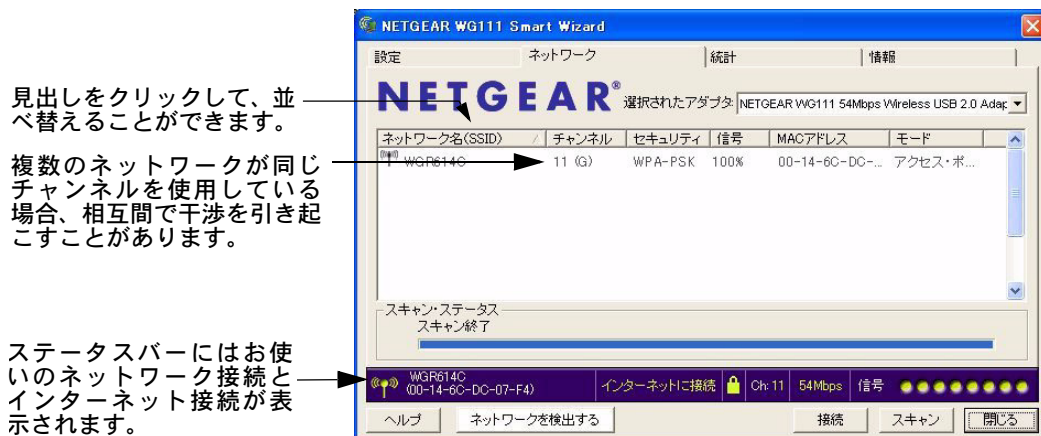 NETGEAR WG111 Smart Wizard
設定 ネットワーク 統計 情報
NETGEAR® 選択されたアダプタ: NETGEAR WG111 54Mbps Wireless USB 2.0 Adap
ネットワーク名(SSID) チャンネル セキュリティ 信号 MACアドレス モード
WGR614C 11 (G) WPA-PSK 100% 00-14-6C-DC-... アクセス・ポ...
スキャン・ステータス
スキャン終了
WGR614C
(00-14-6C-DC-07-F4) インターネットに接続 Ch: 11 54Mbps 信号
ヘルプ ネットワークを検出する 接続 スキャン 閉じる
見出しをクリックして、並
べ替えることができます。
複数のネットワークが同じ
チャンネルを使用している
場合、相互間で干渉を引き起
こすことがあります。
ステータスバーにはお使
いのネットワーク接続と
インターネット接続が表
示されます。